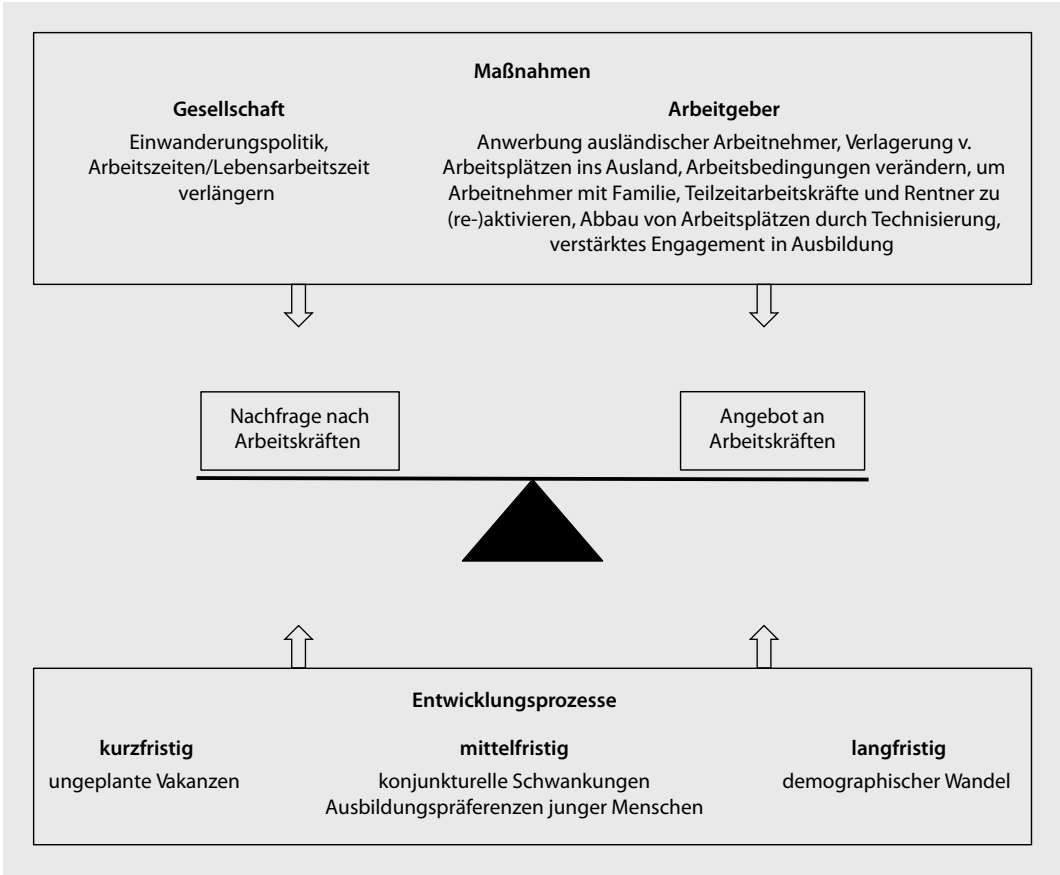 Maßnahmen
Gesellschaft
Einwanderungspolitik,
Arbeitszeiten/Lebensarbeitszeit
verlängern
Arbeitgeber
Anwerbung ausländischer Arbeitnehmer, Verlagerung v.
Arbeitsplätzen ins Ausland, Arbeitsbedingungen verändern, um
Arbeitnehmer mit Familie, Teilzeitarbeitskräfte und Rentner zu
(re-)aktivieren, Abbau von Arbeitsplätzen durch Technisierung,
verstärktes Engagement in Ausbildung
Nachfrage nach
Arbeitskräften
Angebot an
Arbeitskräften
Entwicklungsprozesse
kurzfristig
ungeplante Vakanzen
mittelfristig
konjunkturelle Schwankungen
Ausbildungspräferenzen junger Menschen
langfristig
demographischer Wandel